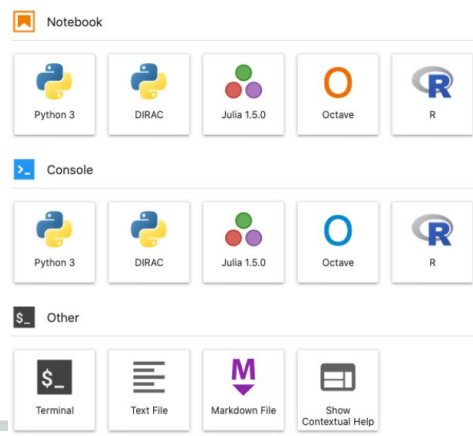 Notebook
Python 3
DIRAC
Julia 1.5.0
Octave
R
Console
Python 3
DIRAC
Julia 1.5.0
Octave
R
$_ Other
$_
M
Terminal
Text File
Markdown File
Show
Contextual Help